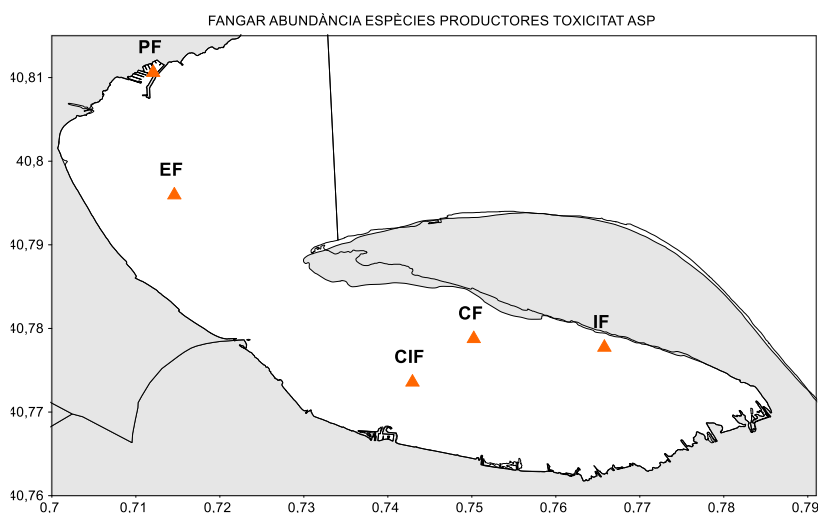 FANGAR ABUNDÀNCIA ESPÈCIES PRODUCTORES TOXICITAT ASP
PF
40,81
EF
40,8
40,79
CF
IF
40,78
CIF
40,77
40,76
0,7 0,71 0,72 0,73 0,74 0,75 0,76 0,77 0,78 0,79